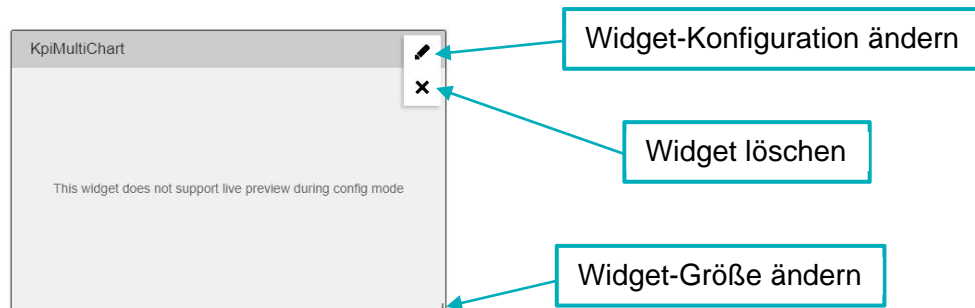 Widget-Konfiguration ändern
KpiMultiChart
Widget löschen
This widget does not support live preview during config mode
Widget-Größe ändern